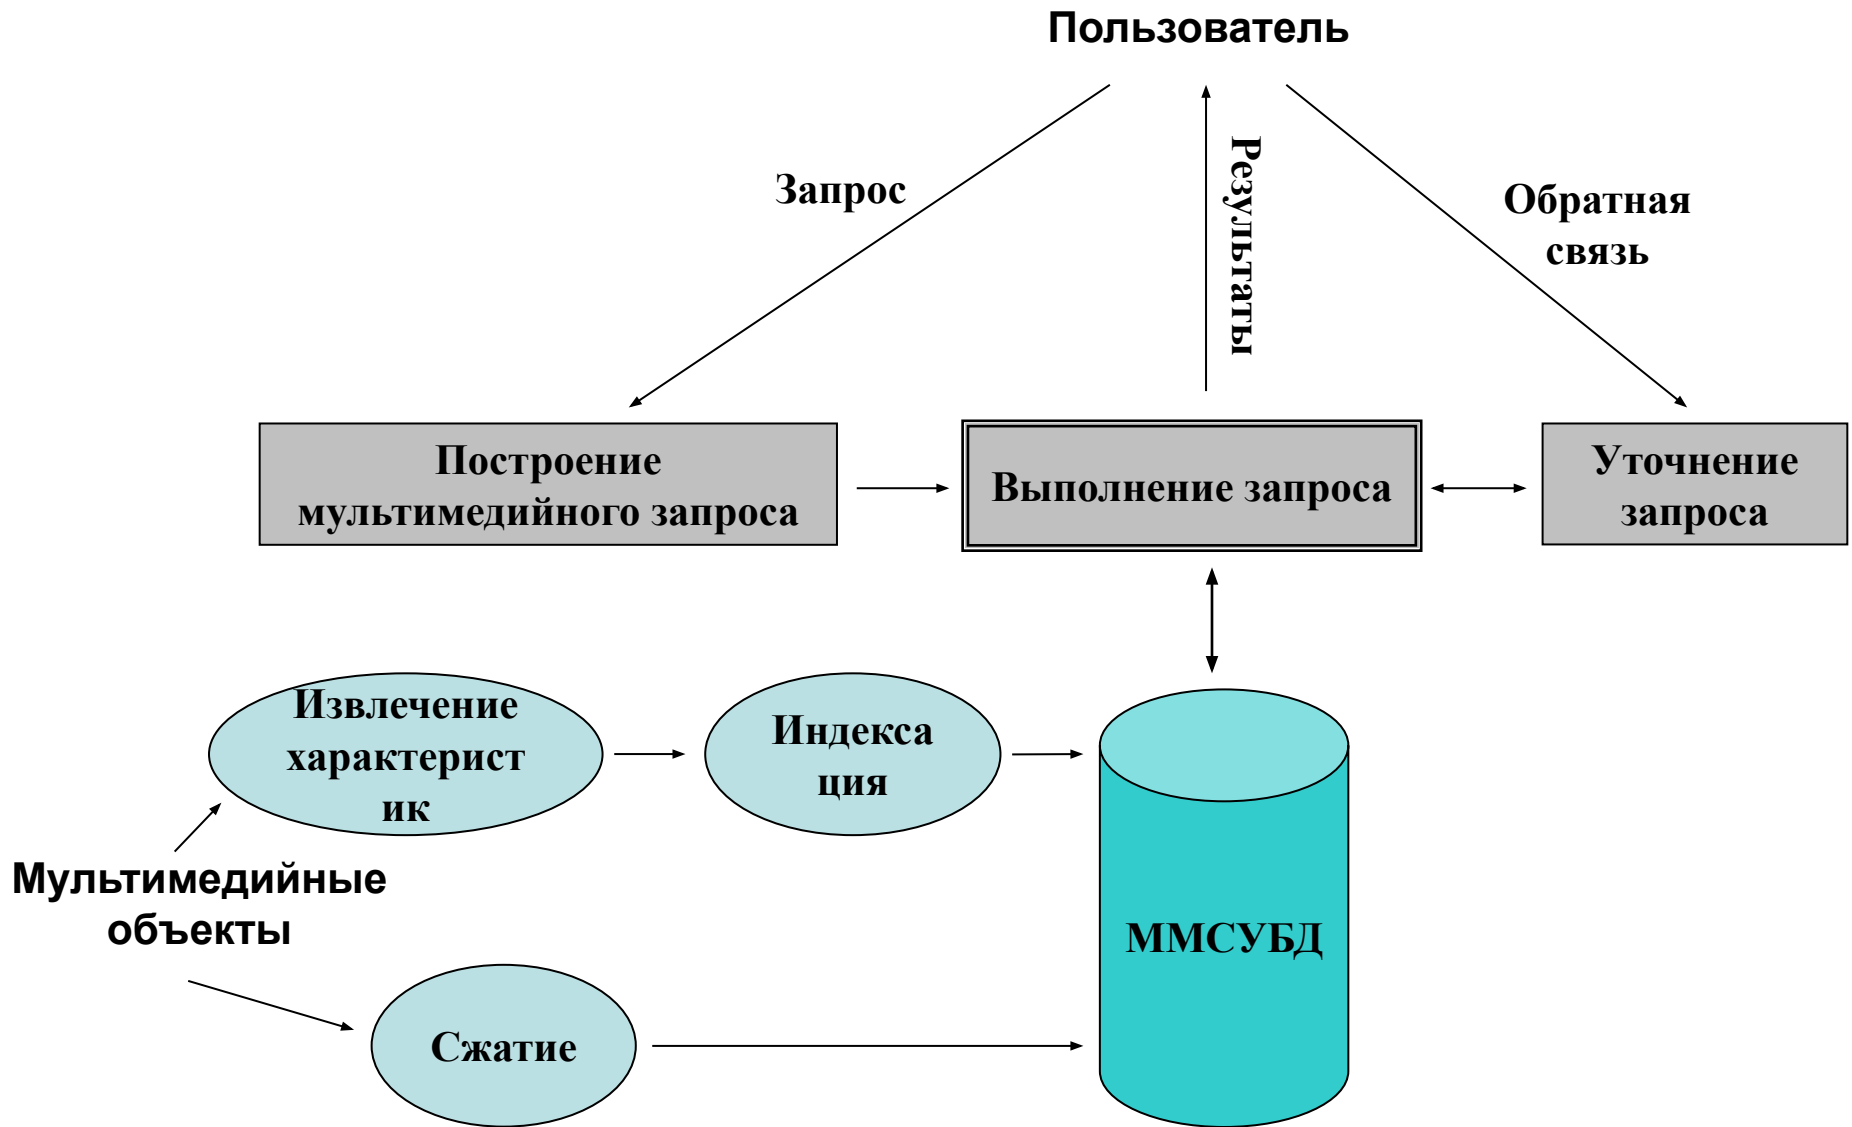 Пользователь
Запрос
Результаты
Обратная
связь
Построение
мультимедийного запроса
Выполнение запроса
Уточнение
запроса
Извлечение
характерист
ик
Индекса
ция
Мультимедийные
объекты
ММСУБД
Сжатие